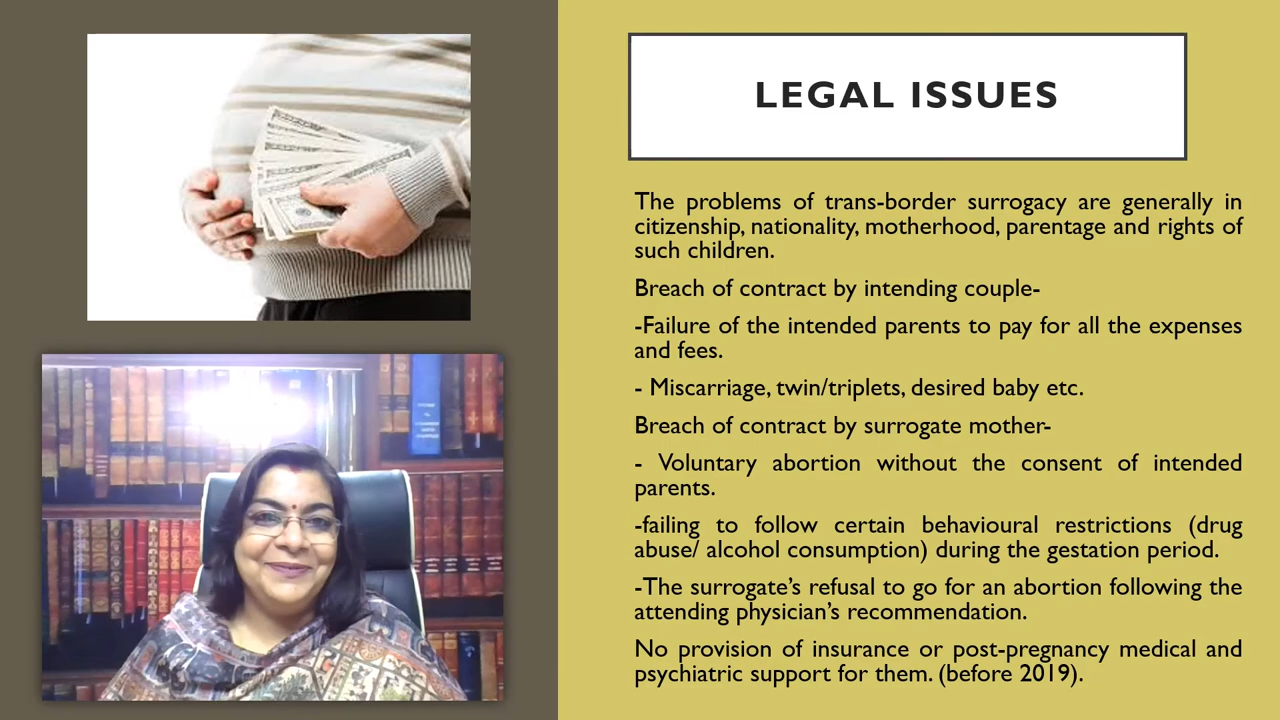 LEGAL ISSUES
The problems of trans-border surrogacy are generally in
citizenship, nationality, motherhood, parentage and rights of
such children.
Breach of contract by intending couple-
-Failure of the intended parents to pay for all the expenses
and fees.
- Miscarriage, twin/triplets, desired baby etc.
Breach of contract by surrogate mother-
- Voluntary abortion without the consent of intended
parents.
-failing to follow certain behavioural restrictions (drug
abuse/ alcohol consumption) during the gestation period.
-The surrogate’s refusal to go for an abortion following the
attending physician’s recommendation.
No provision of insurance or post-pregnancy medical and
psychiatric support for them. (before 2019).